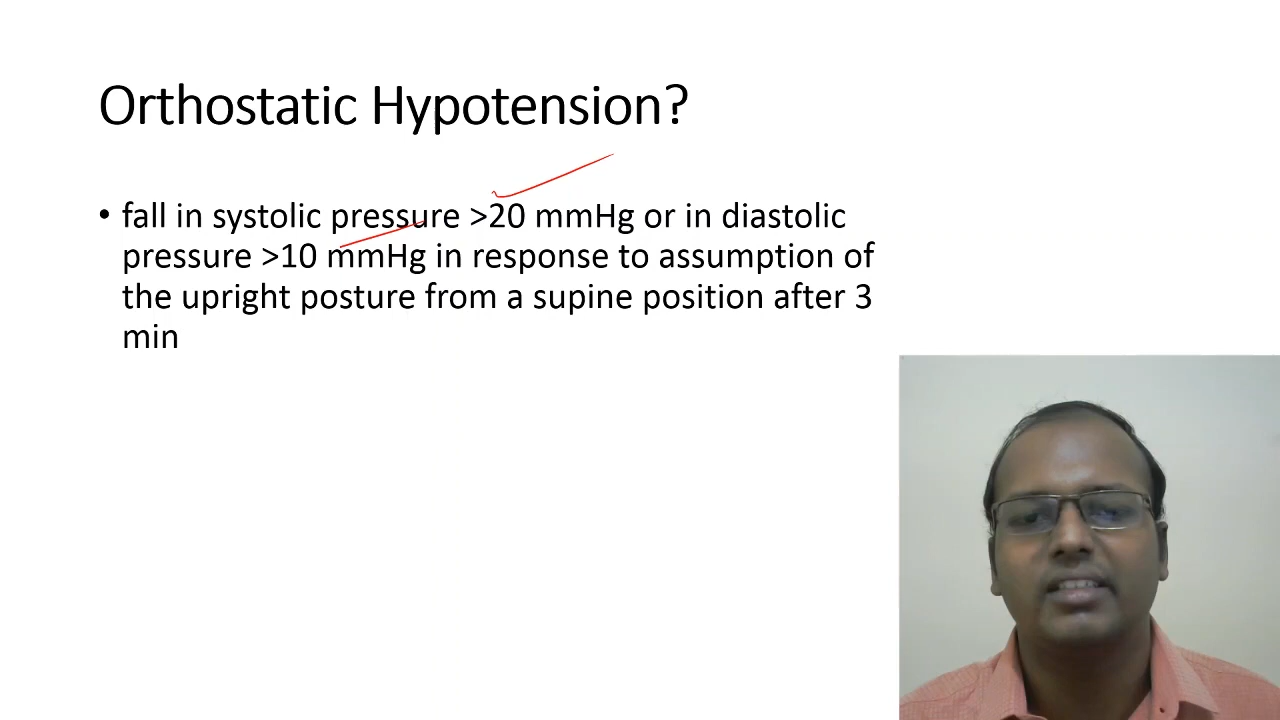 Orthostatic Hypotension?
• fall in systolic pressure >20 mmHg or in diastolic
pressure >10 mmHg in response to assumption of
the upright posture from a supine position after 3
min